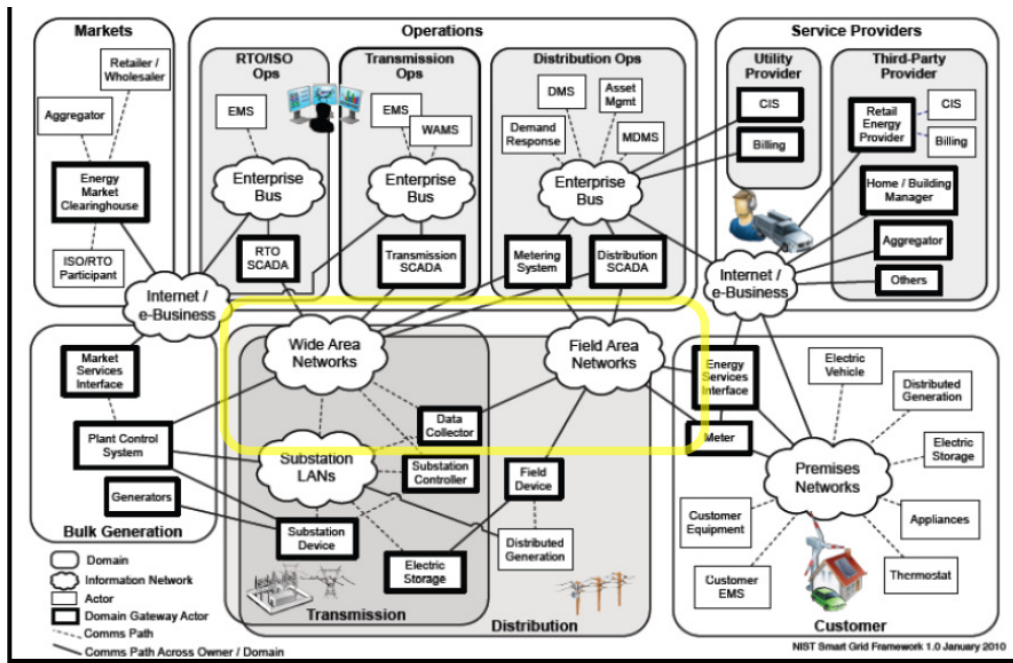 Markets
Operations
Service Providers
Retailer /
Wholesaler
Aggregator
Energy
Market
Clearinghouse
ISO/RTO
Participant
RTO/ISO
Ops
EMS
Enterprise
Bus
RTO
SCADA
Transmission
Ops
EMS
WAMS
Enterprise
Bus
Transmission
SCADA
Distribution Ops
DMS
Asset
Mgmt
Demand
Response
MDMS
Enterprise
Bus
Metering
System
Distribution
SCADA
Utility
Provider
CIS
Billing
Third-Party
Provider
Retail
Energy
Provider
CIS
Billing
Home / Building
Manager
Aggregator
Others
Internet /
e-Business
Internet /
e-Business
Wide Area
Networks
Field Area
Networks
Market
Services
Interface
Plant Control
System
Generators
Bulk Generation
Data
Collector
Substation
LANs
Substation
Controller
Field
Device
Substation
Device
Electric
Storage
Distributed
Generation
Transmission
Distribution
Energy
Services
Interface
Meter
Electric
Vehicle
Distributed
Generation
Electric
Storage
Premises
Networks
Customer
Equipment
Appliances
Customer
EMS
Thermostat
Customer
Domain
Information Network
Actor
Domain Gateway Actor
Comms Path
Comms Path Across Owner / Domain
NIST Smart Grid Framework 1.0 January 2010